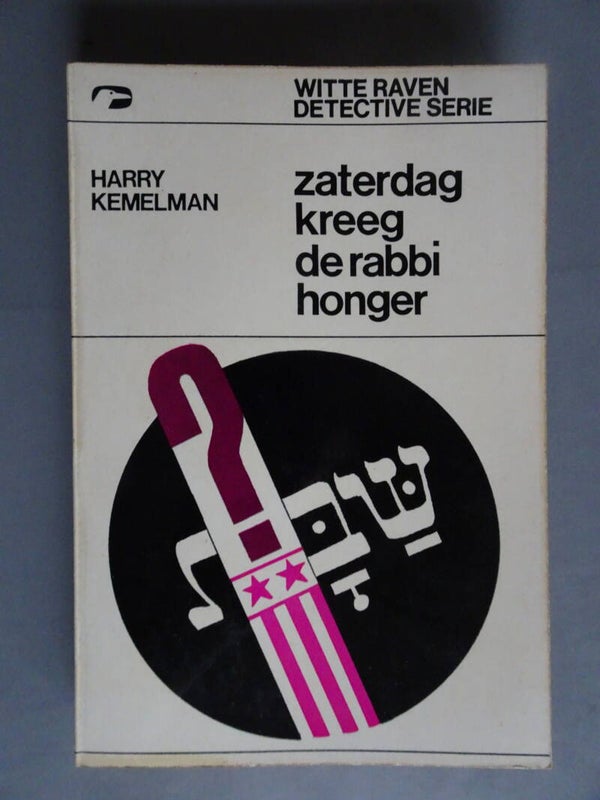 WITTE RAVEN
DETECTIVE SERIE
HARRY
KEMELMAN
zaterdag
kreeg
de rabbi
honger
?
שַׁבָּת